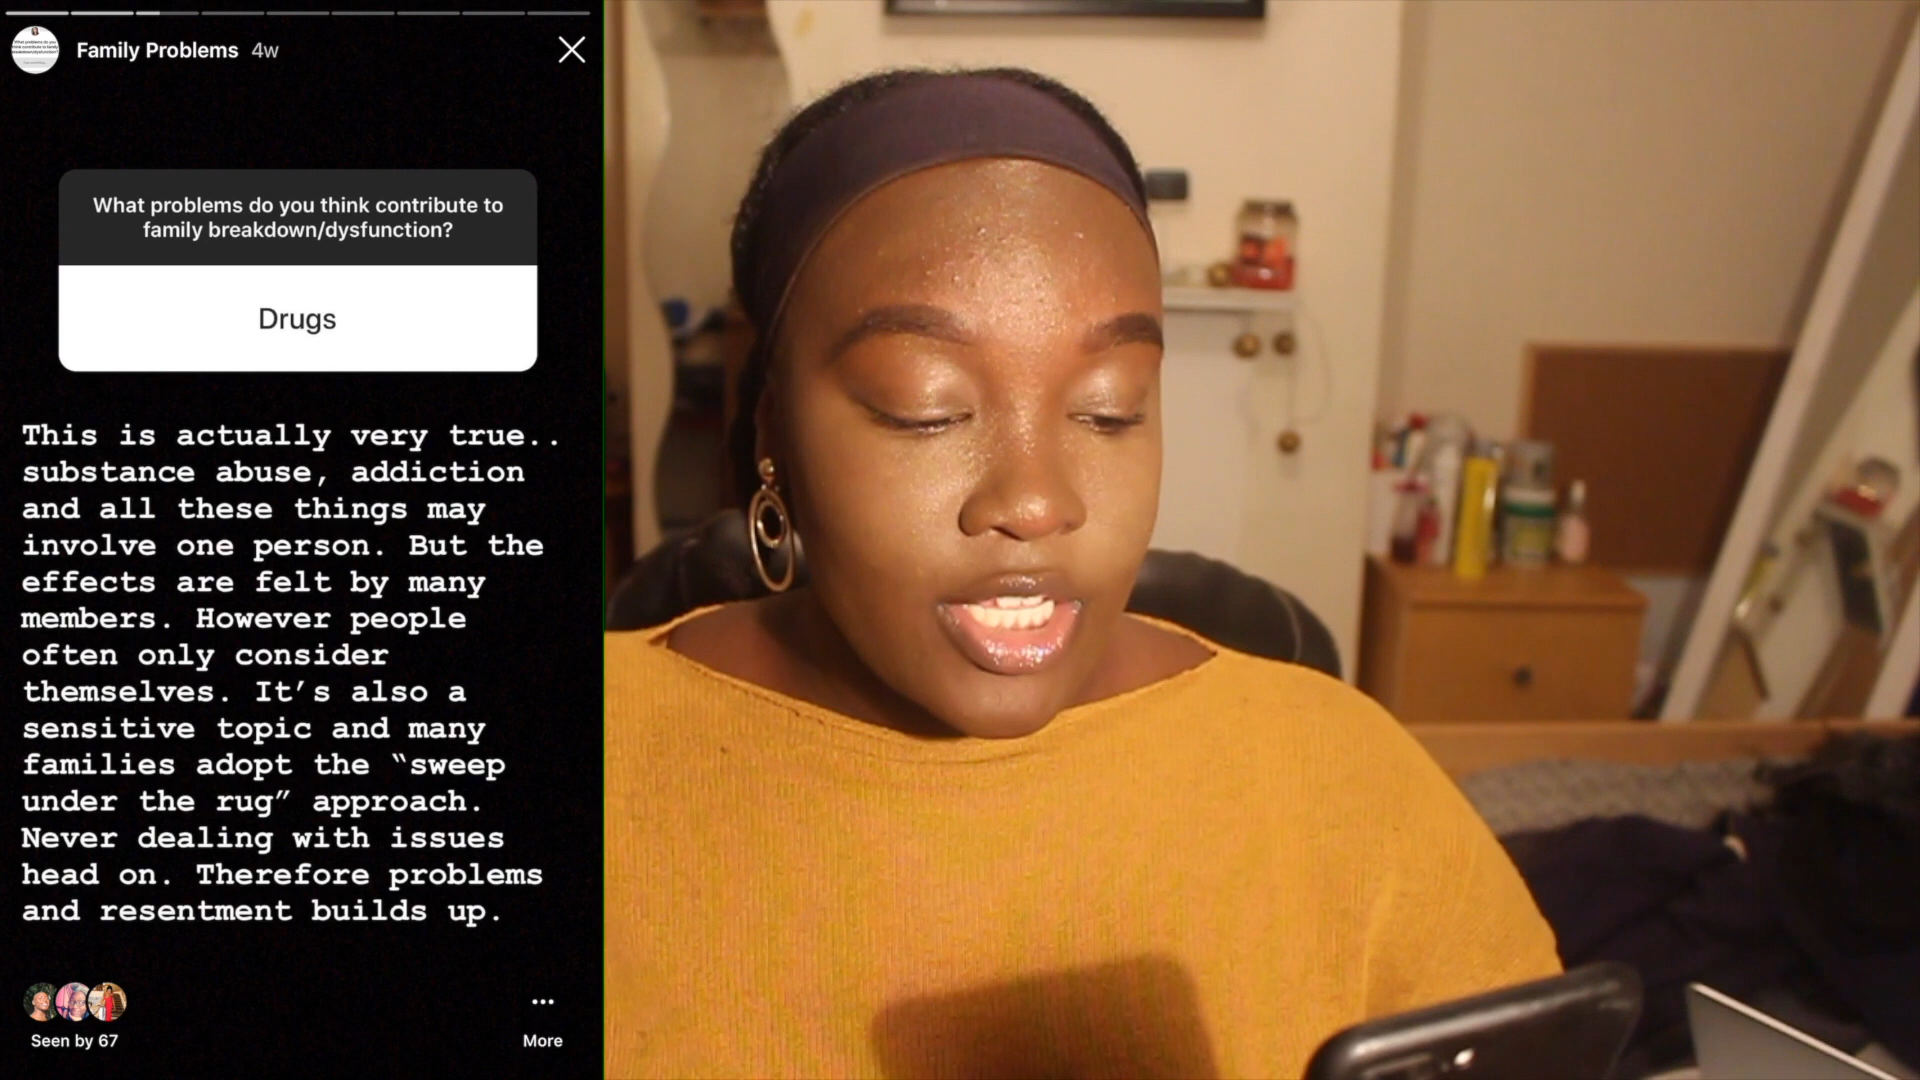 Family Problems 4w
What problems do you think contribute to
family breakdown/dysfunction?
Drugs
This is actually very true..
substance abuse, addiction
and all these things may
involve one person. But the
effects are felt by many
members. However people
often only consider
themselves. It’s also a
sensitive topic and many
families adopt the “sweep
under the rug” approach.
Never dealing with issues
head on. Therefore problems
and resentment builds up.
Seen by 67
More